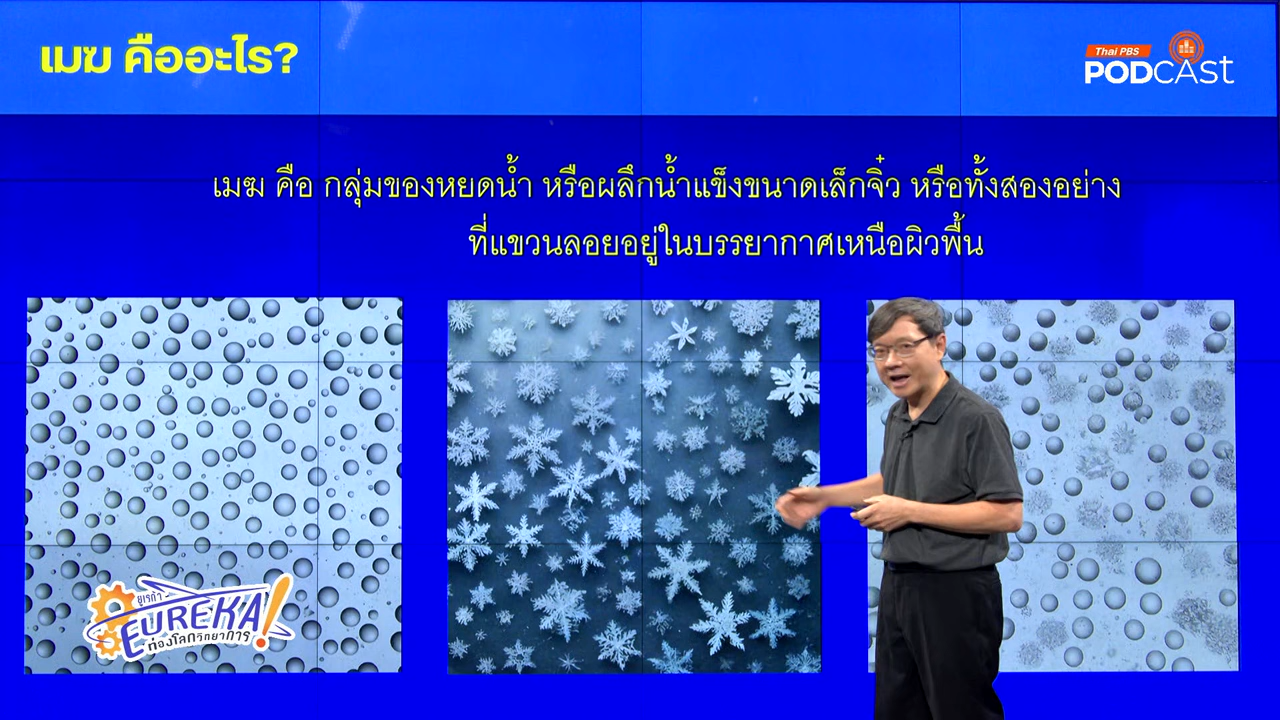 เมฆ คืออะไร?
Thai PBS
PODCAst
เมฆ คือ กลุ่มของหยดน้ำ หรือผลึกน้ำแข็งขนาดเล็กจิ๋ว หรือทั้งสองอย่าง
ที่แขวนลอยอยู่ในบรรยากาศเหนือผิวพื้น
ยูเรก้า
EUREKA!
ท่องโลกวิทยาการ